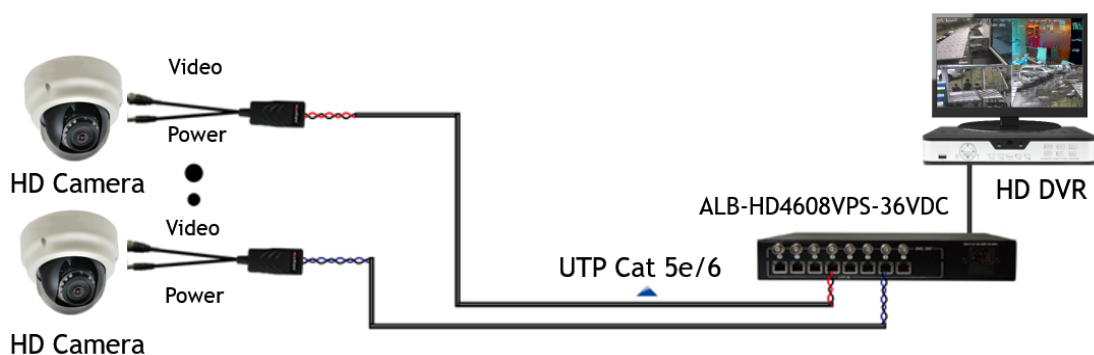 Video
Power
HD Camera
Video
Power
HD Camera
UTP Cat 5e/6
ALB-HD4608VPS-36VDC
HD DVR